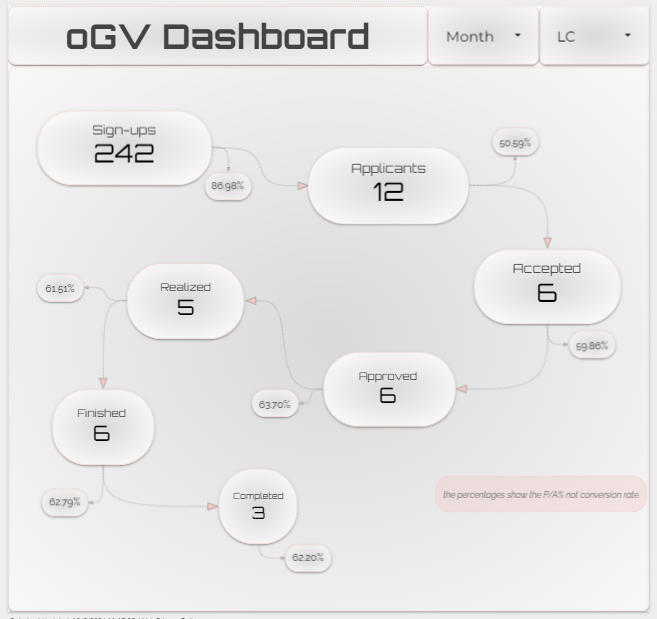 oGV Dashboard
Month
LC
Sign-ups
242
86.98%
Applicants
12
50.59%
Accepted
6
59.86%
Approved
6
63.70%
Realized
5
61.51%
Finished
6
62.79%
Completed
3
62.20%
the percentages show the P/A% not conversion rate.